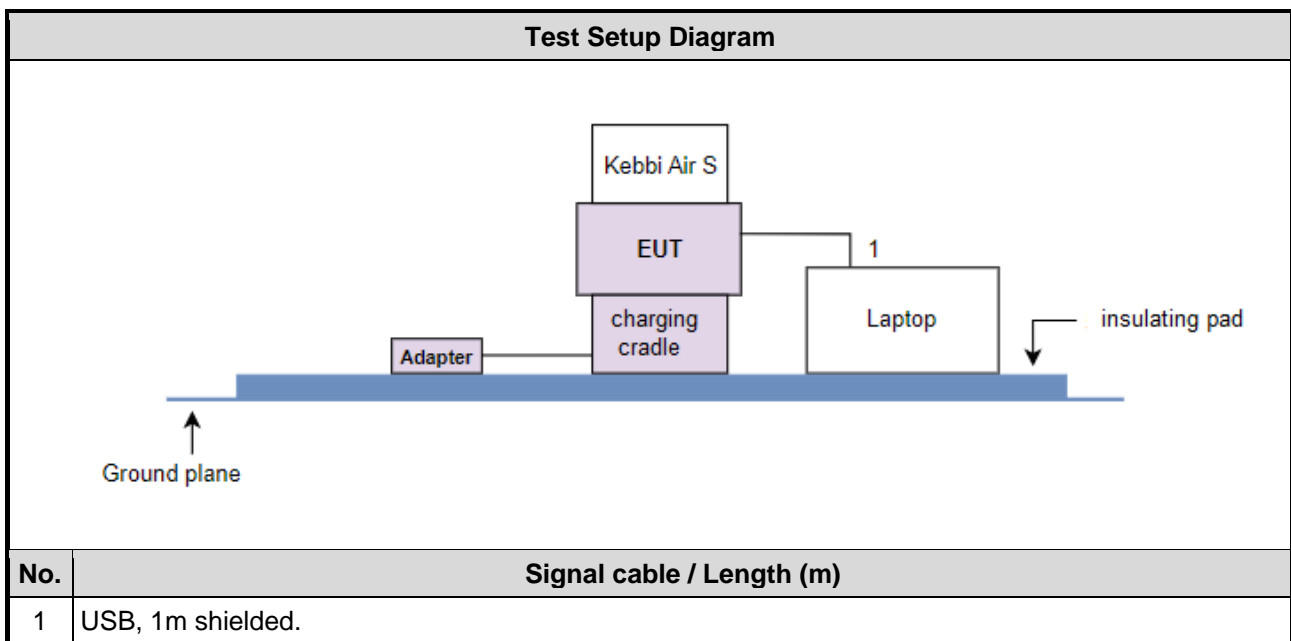 Test Setup Diagram
Kebbi Air S
EUT
1
charging
cradle
Laptop
insulating pad
Adapter
Ground plane
No. Signal cable / Length (m)
1 USB, 1m shielded.